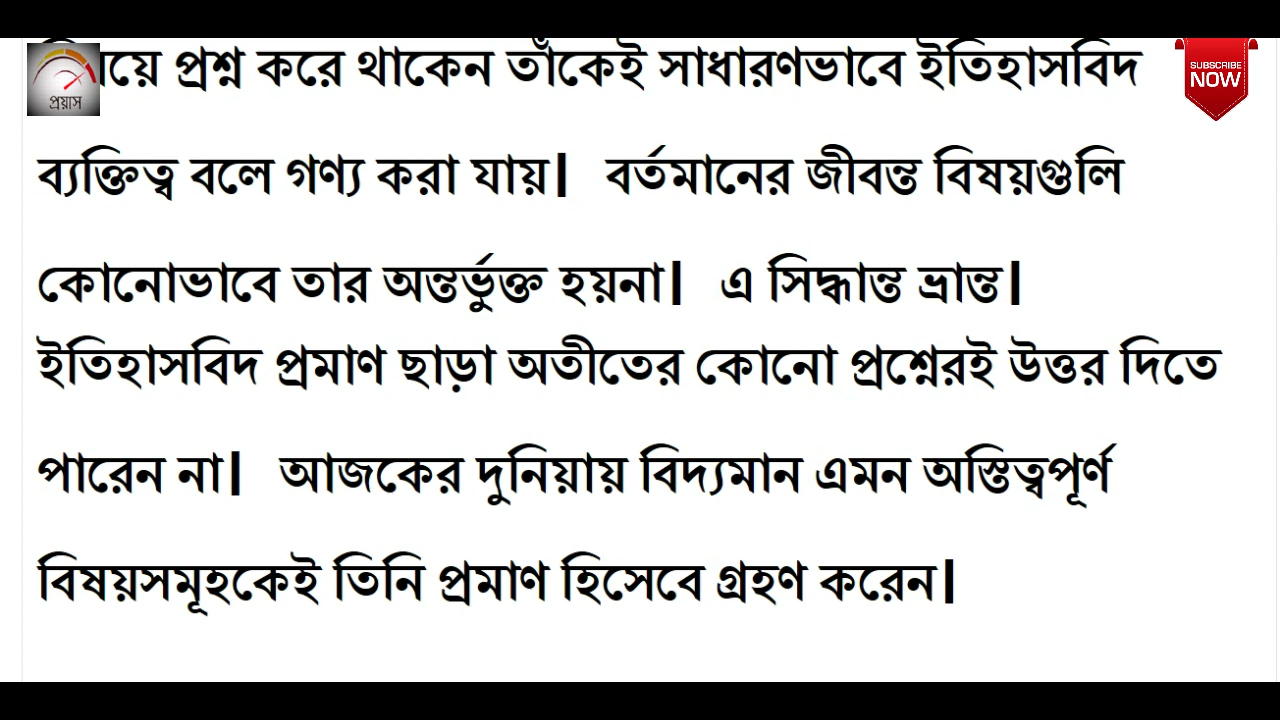 প্রশ্ন করে থাকেন তাঁকেই সাধারণভাবে ইতিহাসবিদ
ব্যক্তিত্ব বলে গণ্য করা যায়। বর্তমানের জীবন্ত বিষয়গুলি
কোনোভাবে তার অন্তর্ভুক্ত হয়না। এ সিদ্ধান্ত ভ্রান্ত।
ইতিহাসবিদ প্রমাণ ছাড়া অতীতের কোনো প্রশ্নেরই উত্তর দিতে
পারেন না। আজকের দুনিয়ায় বিদ্যমান এমন অস্তিত্বপূর্ণ
বিষয়সমূহকেই তিনি প্রমাণ হিসেবে গ্রহণ করেন।
প্রয়াস
SUBSCRIBE
NOW